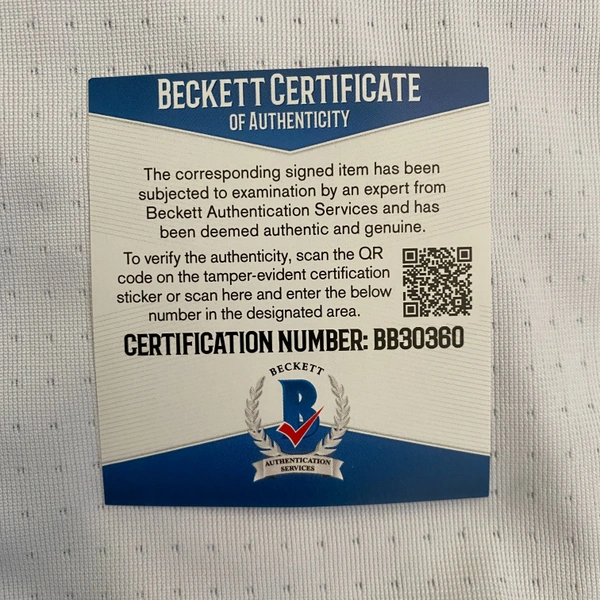 BECKETT CERTIFICATE
OF AUTHENTICITY
The corresponding signed item has been
subjected to examination by an expert from
Beckett Authentication Services and has
been deemed authentic and genuine.
To verify the authenticity, scan the QR
code on the tamper-evident certification
sticker or scan here and enter the below
number in the designated area.
CERTIFICATION NUMBER: BB30360
BECKETT
B
AUTHENTICATION
SERVICES